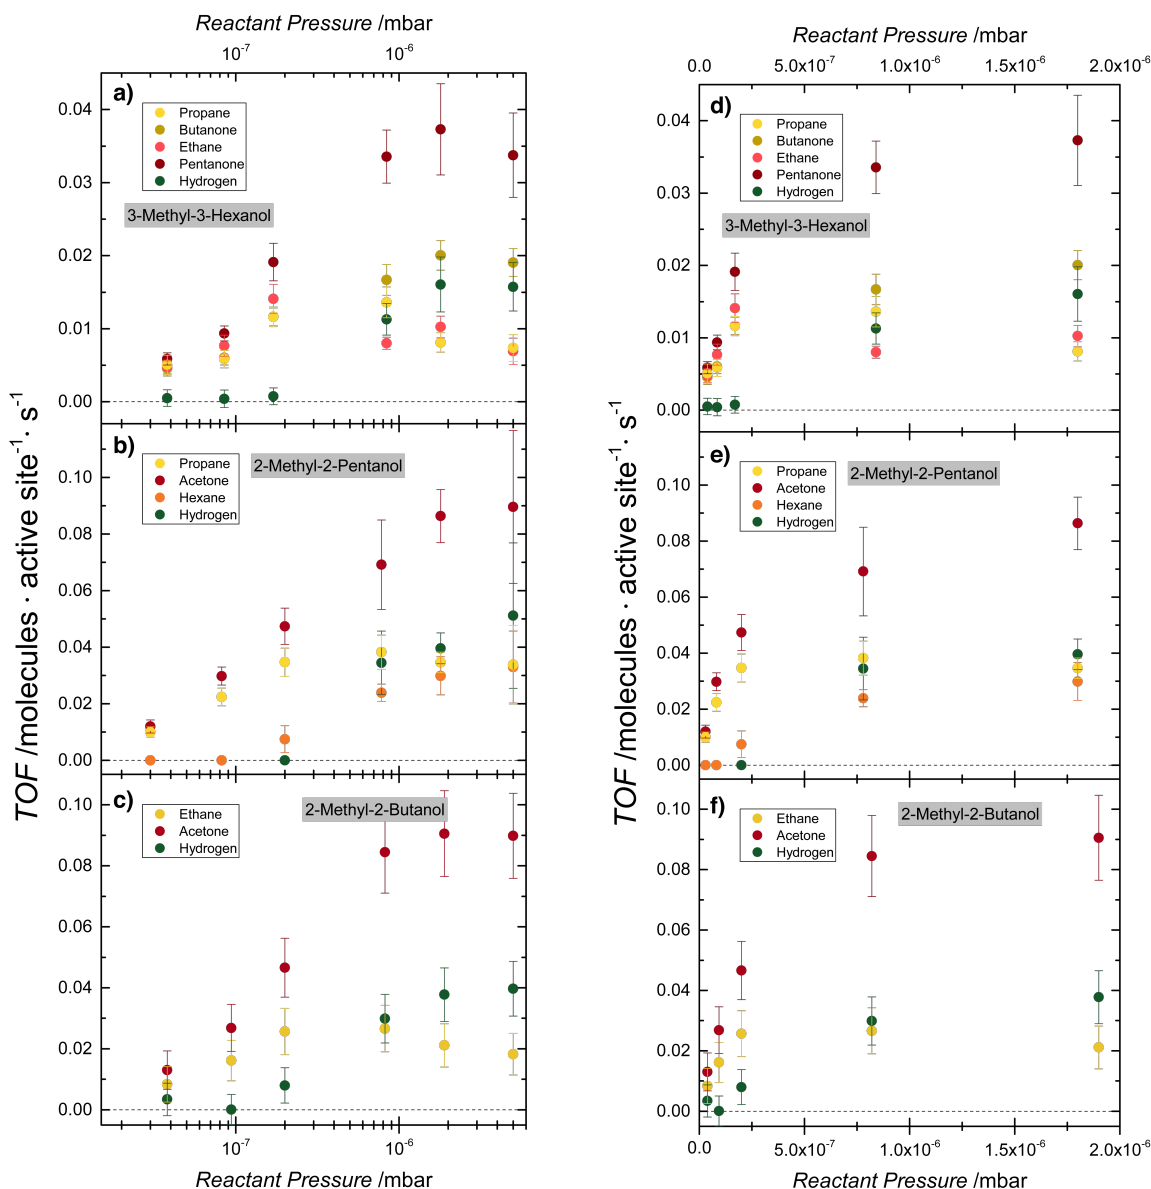 Reactant Pressure /mbar
10⁻⁷ 10⁻⁶
a)
Propane
Butanone
Ethane
Pentanone
Hydrogen
3-Methyl-3-Hexanol
0.04
0.03
0.02
0.01
0.00
b)
2-Methyl-2-Pentanol
Propane
Acetone
Hexane
Hydrogen
0.10
0.08
0.06
0.04
0.02
0.00
c)
2-Methyl-2-Butanol
Ethane
Acetone
Hydrogen
0.10
0.08
0.06
0.04
0.02
0.00
10⁻⁷ 10⁻⁶
Reactant Pressure /mbar
TOF /molecules · active site⁻¹· s⁻¹
Reactant Pressure /mbar
0.0 5.0x10⁻⁷ 1.0x10⁻⁶ 1.5x10⁻⁶ 2.0x10⁻⁶
d)
Propane
Butanone
Ethane
Pentanone
Hydrogen
3-Methyl-3-Hexanol
0.04
0.03
0.02
0.01
0.00
e)
2-Methyl-2-Pentanol
Propane
Acetone
Hexane
Hydrogen
0.10
0.08
0.06
0.04
0.02
0.00
f)
2-Methyl-2-Butanol
Ethane
Acetone
Hydrogen
0.10
0.08
0.06
0.04
0.02
0.00
0.0 5.0x10⁻⁷ 1.0x10⁻⁶ 1.5x10⁻⁶ 2.0x10⁻⁶
Reactant Pressure /mbar
TOF /molecules · active site⁻¹· s⁻¹